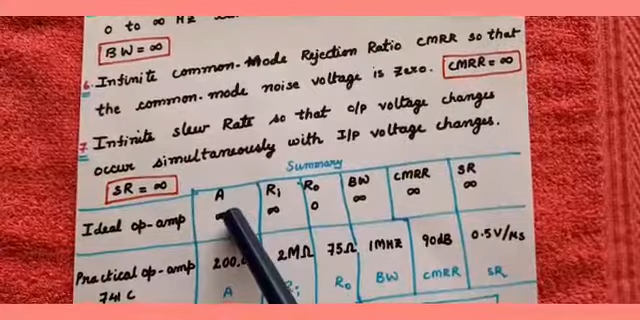 0 to ∞ Hz
BW = ∞
6. Infinite common-Mode Rejection Ratio CMRR so that
the common-mode noise voltage is zero. CMRR = ∞
7. Infinite slew Rate so that O/P voltage changes
occur simultaneously with I/P voltage changes.
SR = ∞
Summary
A Ri Ro BW CMRR SR
Ideal op-amp ∞ 0 ∞ ∞ ∞
Practical op-amp 2MΩ 75Ω 1MHz 90dB 0.5V/μs
741C A Ro BW CMRR SR